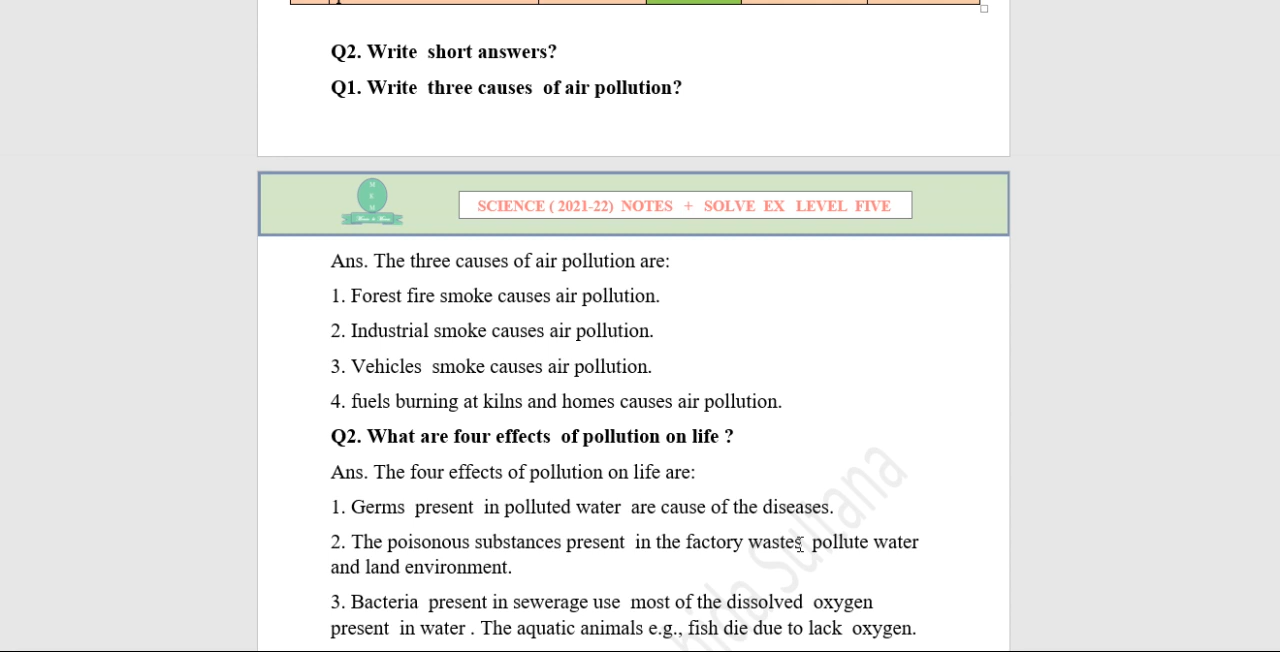 Q2. Write short answers?
Q1. Write three causes of air pollution?
M
K
M
SCIENCE ( 2021-22) NOTES + SOLVE EX LEVEL FIVE
Ans. The three causes of air pollution are:
1. Forest fire smoke causes air pollution.
2. Industrial smoke causes air pollution.
3. Vehicles smoke causes air pollution.
4. fuels burning at kilns and homes causes air pollution.
Q2. What are four effects of pollution on life ?
Ans. The four effects of pollution on life are:
1. Germs present in polluted water are cause of the diseases.
2. The poisonous substances present in the factory wastes pollute water
and land environment.
3. Bacteria present in sewerage use most of the dissolved oxygen
present in water . The aquatic animals e.g., fish die due to lack oxygen.
Sultana